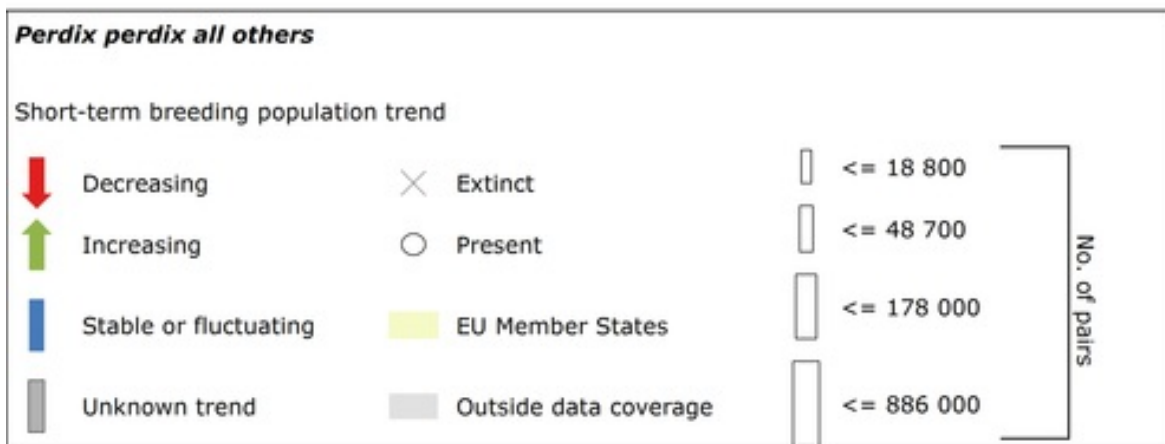 Perdix perdix all others
Short-term breeding population trend
Decreasing
Extinct
<= 18 800
Increasing
Present
<= 48 700
Stable or fluctuating
EU Member States
<= 178 000
Unknown trend
Outside data coverage
<= 886 000
No. of pairs